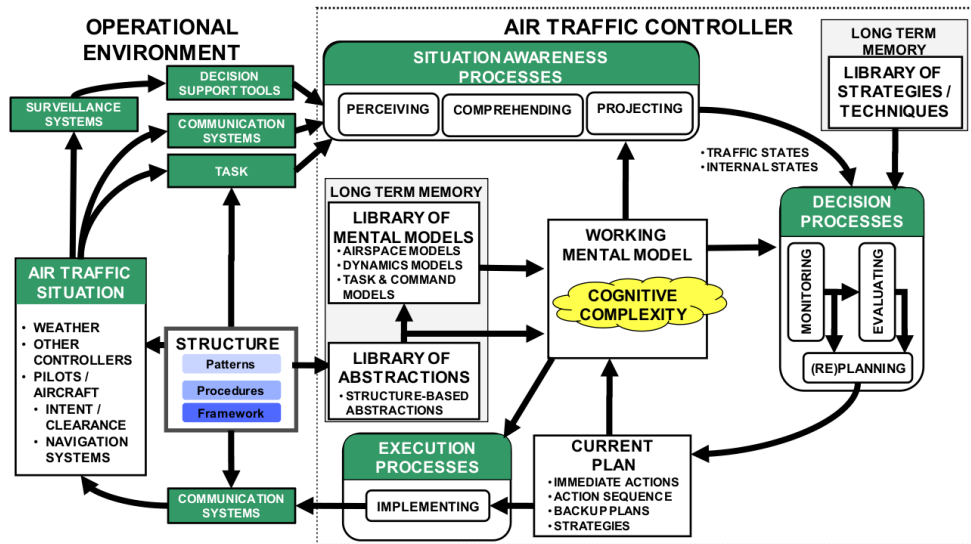 OPERATIONAL
ENVIRONMENT
AIR TRAFFIC CONTROLLER
SURVEILLANCE
SYSTEMS
DECISION
SUPPORT TOOLS
COMMUNICATION
SYSTEMS
TASK
SITUATION AWARENESS
PROCESSES
PERCEIVING
COMPREHENDING
PROJECTING
LONG TERM
MEMORY
LIBRARY OF
STRATEGIES /
TECHNIQUES
• TRAFFIC STATES
• INTERNAL STATES
LONG TERM MEMORY
LIBRARY OF
MENTAL MODELS
• AIRSPACE MODELS
• DYNAMICS MODELS
• TASK & COMMAND
MODELS
LIBRARY OF
ABSTRACTIONS
• STRUCTURE-BASED
ABSTRACTIONS
WORKING
MENTAL MODEL
COGNITIVE
COMPLEXITY
DECISION
PROCESSES
MONITORING
EVALUATING
(RE)PLANNING
AIR TRAFFIC
SITUATION
• WEATHER
• OTHER
CONTROLLERS
• PILOTS /
AIRCRAFT
• INTENT /
CLEARANCE
• NAVIGATION
SYSTEMS
STRUCTURE
Patterns
Procedures
Framework
COMMUNICATION
SYSTEMS
EXECUTION
PROCESSES
IMPLEMENTING
CURRENT
PLAN
• IMMEDIATE ACTIONS
• ACTION SEQUENCE
• BACKUP PLANS
• STRATEGIES